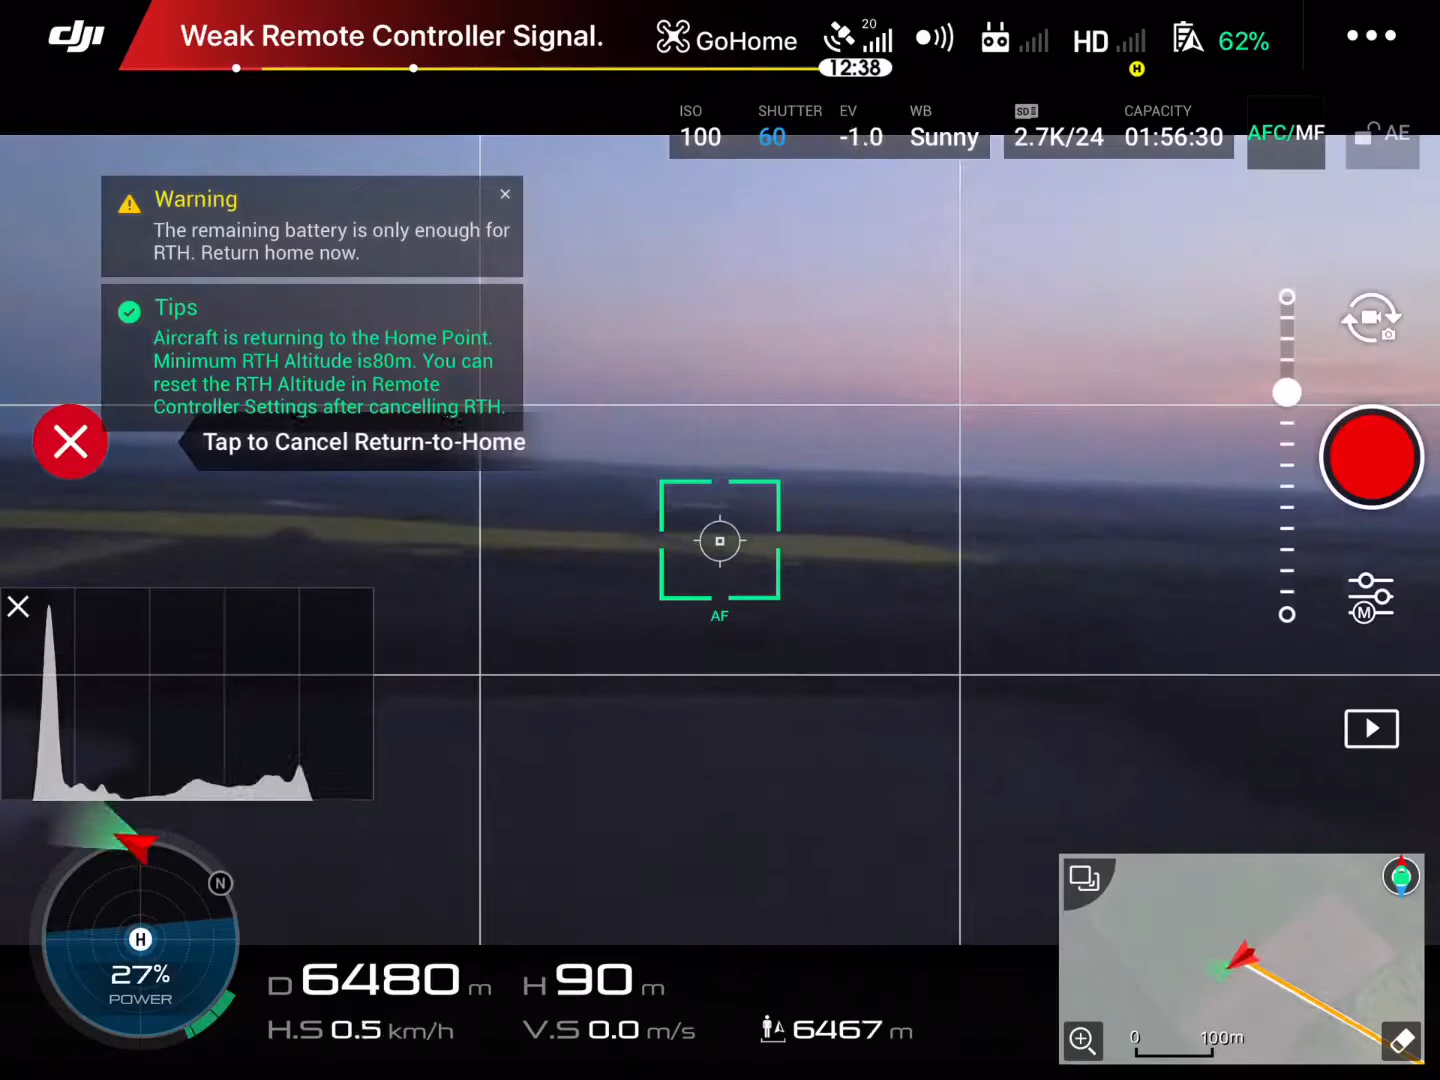 dji
Weak Remote Controller Signal.
GoHome
20
12:38
HD
H
62%
ISO
100
SHUTTER
60
EV
-1.0
WB
Sunny
SD
2.7K/24
CAPACITY
01:56:30
AFC/MF
AE
Warning
The remaining battery is only enough for
RTH. Return home now.
Tips
Aircraft is returning to the Home Point.
Minimum RTH Altitude is80m. You can
reset the RTH Altitude in Remote
Controller Settings after cancelling RTH.
Tap to Cancel Return-to-Home
AF
M
N
H
27%
POWER
D 6480 m
H 90 m
H.S 0.5 km/h
V.S 0.0 m/s
6467 m
0
100m